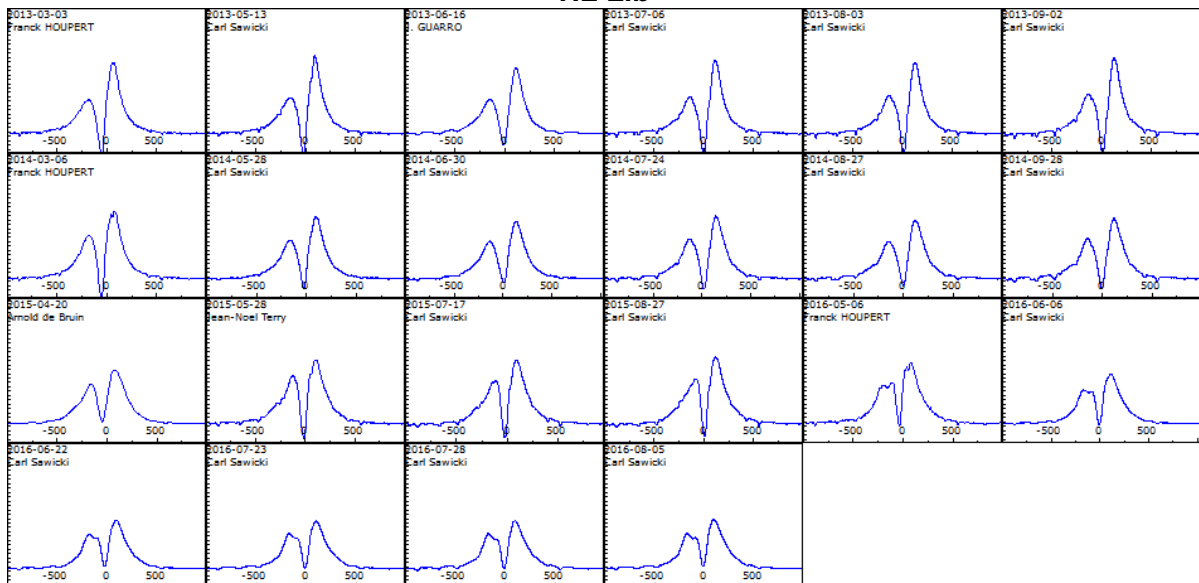 2013-03-03
Franck HOUPERT
2013-05-13
Carl Sawicki
2013-06-16
J. GUARRO
2013-07-06
Carl Sawicki
2013-08-03
Carl Sawicki
2013-09-02
Carl Sawicki
-500 0 500
-500 0 500
-500 0 500
-500 0 500
-500 0 500
-500 0 500
2014-03-06
Franck HOUPERT
2014-05-28
Carl Sawicki
2014-06-30
Carl Sawicki
2014-07-24
Carl Sawicki
2014-08-27
Carl Sawicki
2014-09-28
Carl Sawicki
-500 0 500
-500 0 500
-500 0 500
-500 0 500
-500 0 500
-500 0 500
2015-04-20
Arnold de Bruin
2015-05-28
Jean-Noel Terry
2015-07-17
Carl Sawicki
2015-08-27
Carl Sawicki
2016-05-06
Franck HOUPERT
2016-06-06
Carl Sawicki
-500 0 500
-500 0 500
-500 0 500
-500 0 500
-500 0 500
-500 0 500
2016-06-22
Carl Sawicki
2016-07-23
Carl Sawicki
2016-07-28
Carl Sawicki
2016-08-05
Carl Sawicki
-500 0 500
-500 0 500
-500 0 500
-500 0 500